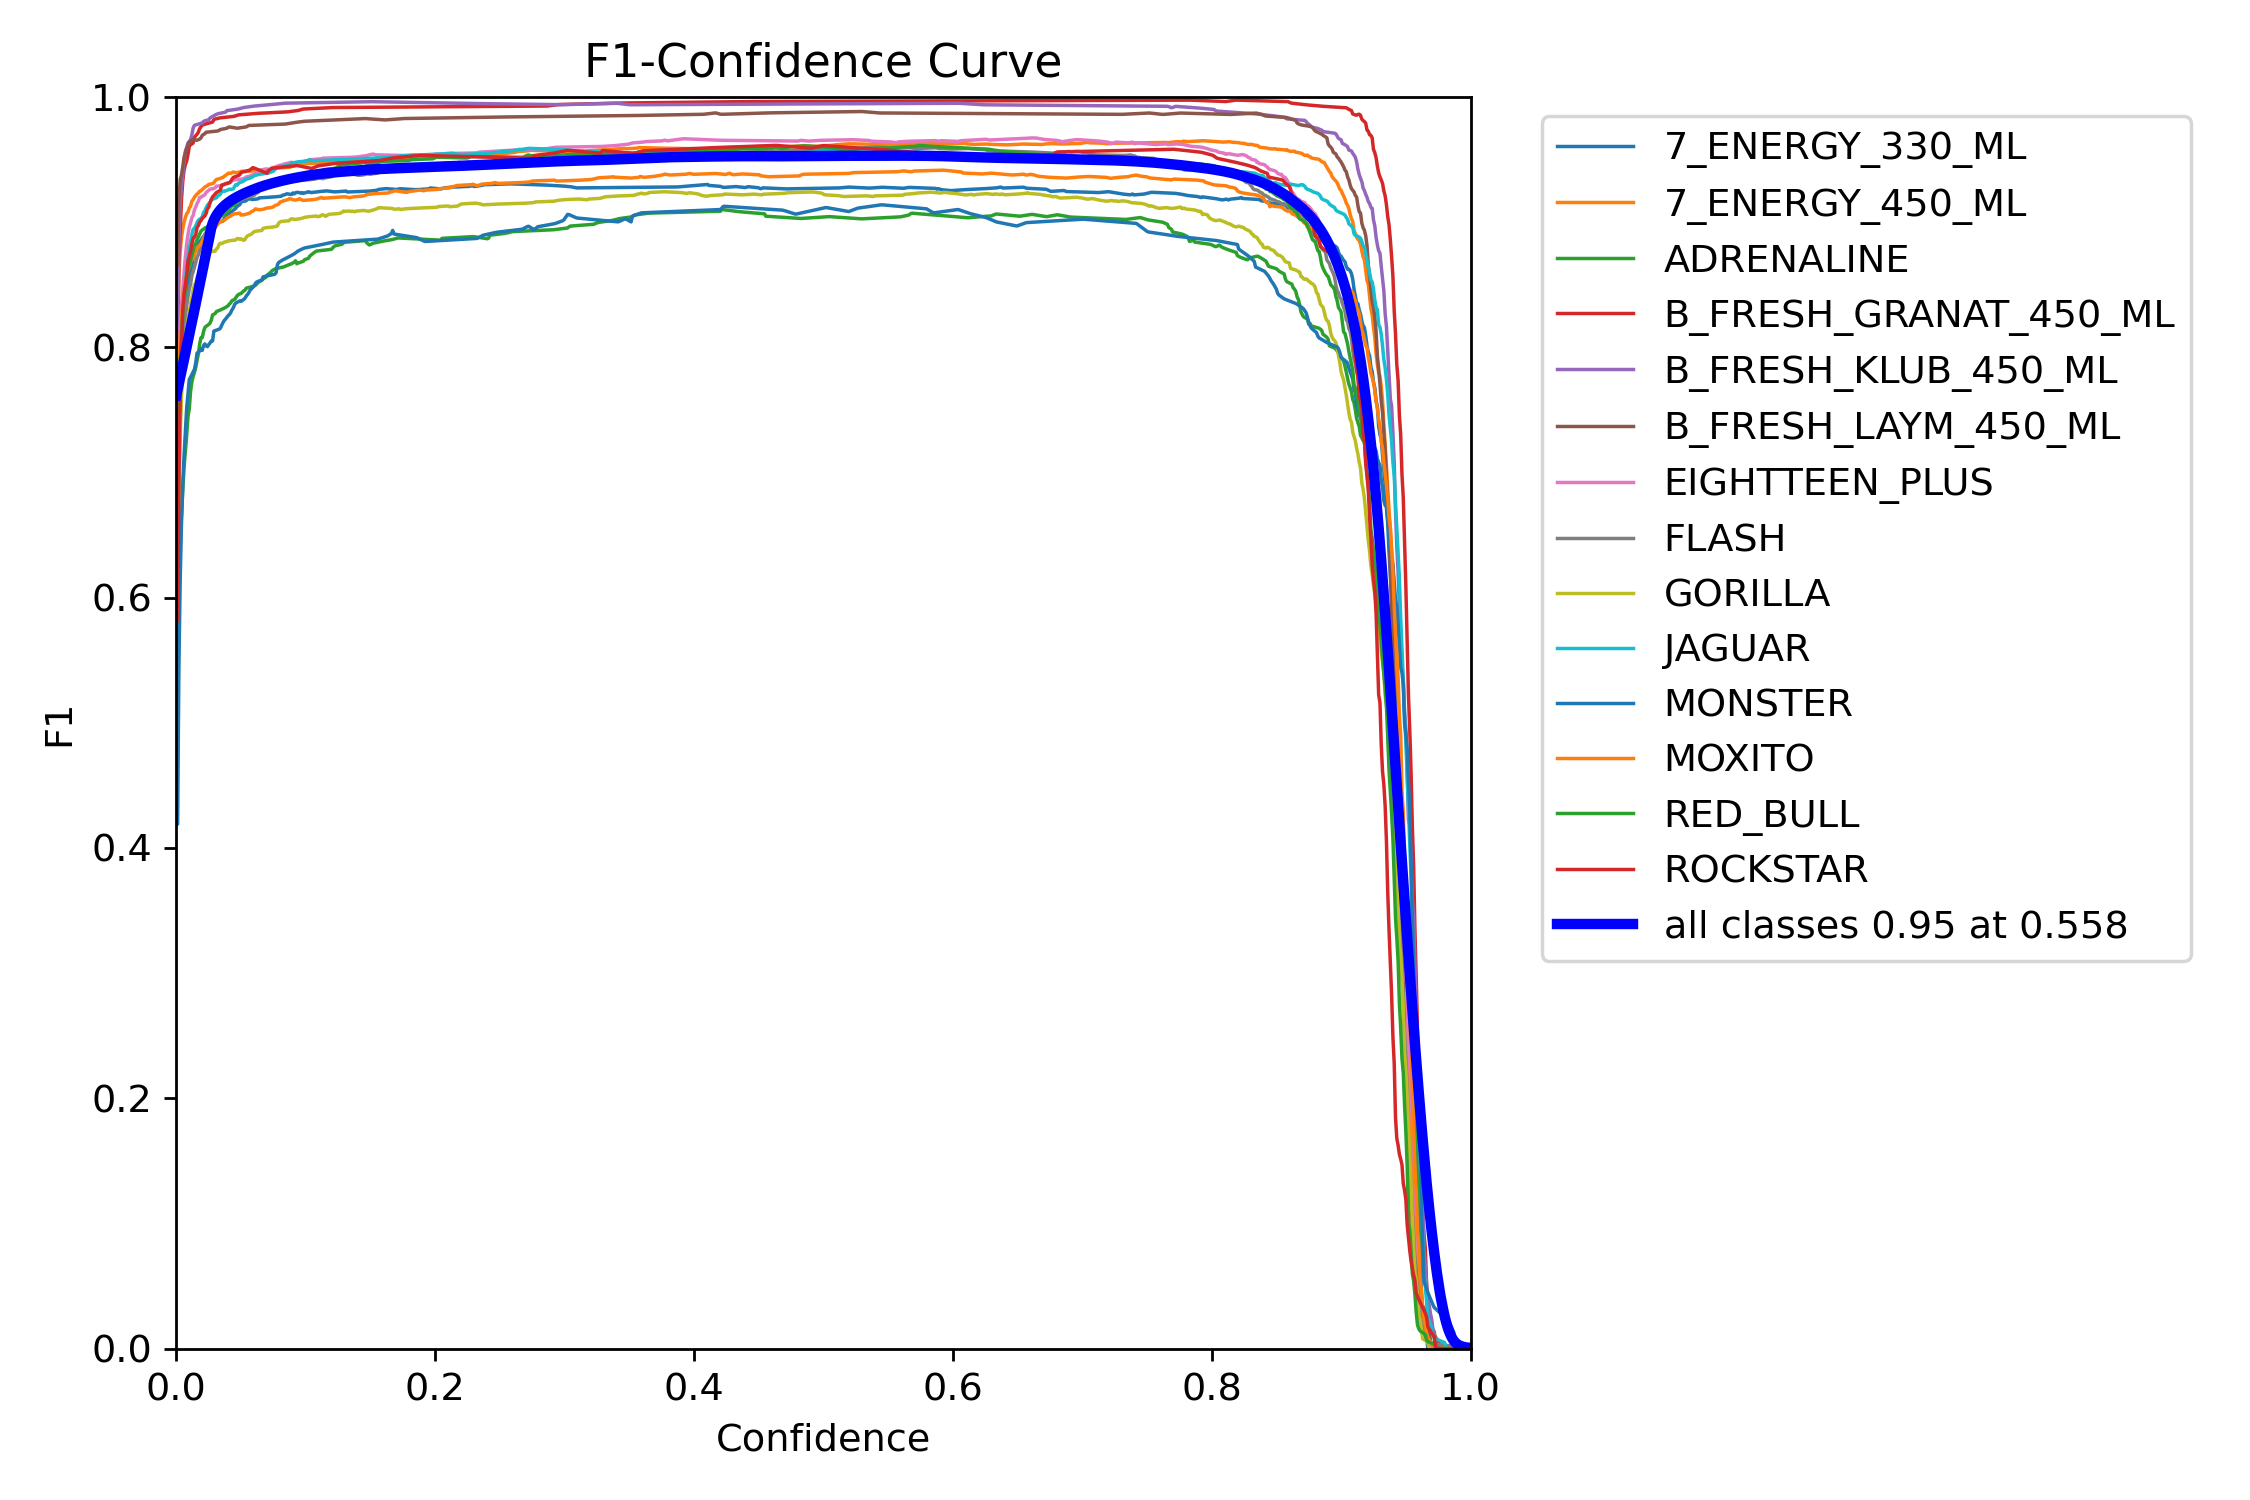 F1-Confidence Curve
1.0
0.8
0.6
0.4
0.2
0.0
F1
0.0 0.2 0.4 0.6 0.8 1.0
Confidence
7_ENERGY_330_ML
7_ENERGY_450_ML
ADRENALINE
B_FRESH_GRANAT_450_ML
B_FRESH_KLUB_450_ML
B_FRESH_LAYM_450_ML
EIGHTTEEN_PLUS
FLASH
GORILLA
JAGUAR
MONSTER
MOXITO
RED_BULL
ROCKSTAR
all classes 0.95 at 0.558